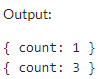 Output:
{ count: 1 }
{ count: 3 }